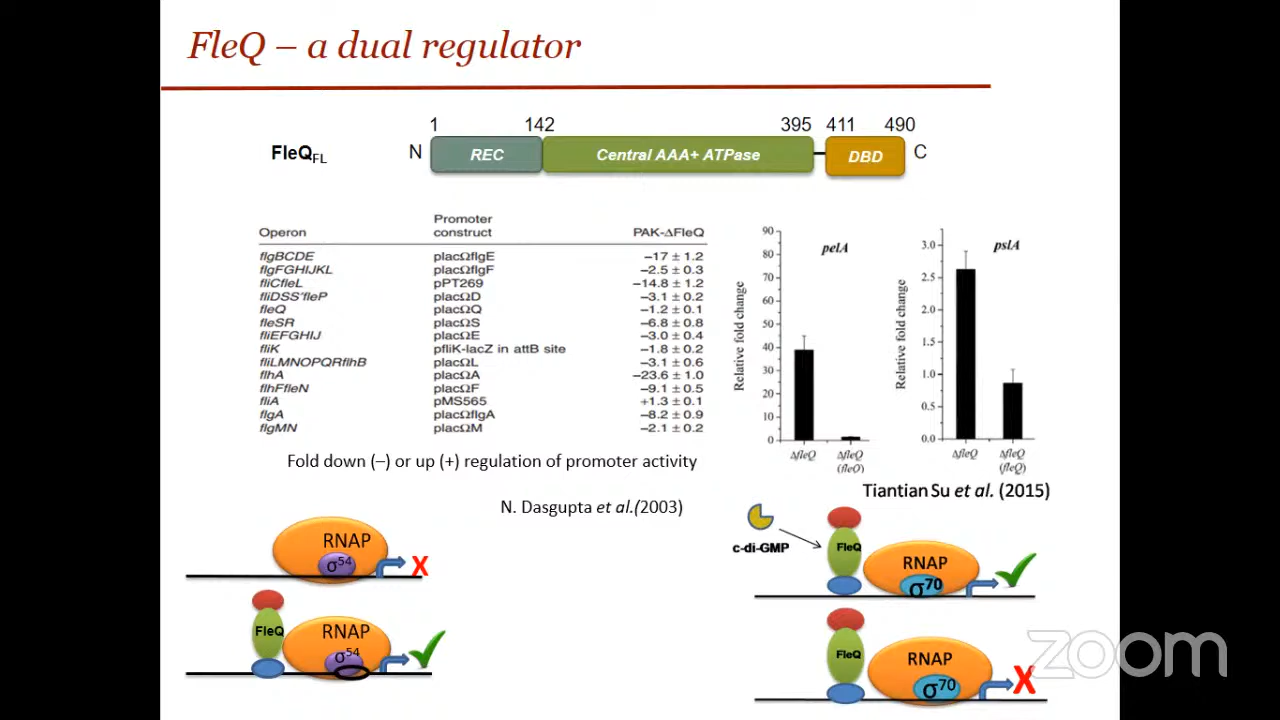 FleQ – a dual regulator
1 142 395 411 490
FleQFL N REC Central AAA+ ATPase DBD C
Operon Promoter construct PAK-ΔFleQ
flgBCDE placΩflgE –17 ± 1.2
flgFGHIJKL placΩflgF –2.5 ± 0.3
fliCfleL pPT269 –14.8 ± 1.2
fliDSS'fleP placΩD –3.1 ± 0.2
fleQ placΩQ –1.2 ± 0.1
fleSR placΩS –6.8 ± 0.8
fliEFGHIJ placΩE –3.0 ± 0.4
fliK pfliK-lacZ in attB site –1.8 ± 0.2
fliLMNOPQRflhB placΩL –3.1 ± 0.6
flhA placΩA –23.6 ± 1.0
flhFfleN placΩF –9.1 ± 0.5
fliA pMS565 +1.3 ± 0.1
flgA placΩflgA –8.2 ± 0.9
flgMN placΩM –2.1 ± 0.2
Fold down (–) or up (+) regulation of promoter activity
N. Dasgupta et al.(2003)
pelA
Relative fold change
90
80
70
60
50
40
30
20
10
0
ΔfleQ ΔfleQ
(fleQ)
pslA
Relative fold change
3.0
2.5
2.0
1.5
1.0
0.5
0.0
ΔfleQ ΔfleQ
(fleQ)
Tiantian Su et al. (2015)
RNAP
σ54
X
FleQ
RNAP
σ54
c-di-GMP
FleQ
RNAP
σ70
FleQ
RNAP
σ70
X
zoom